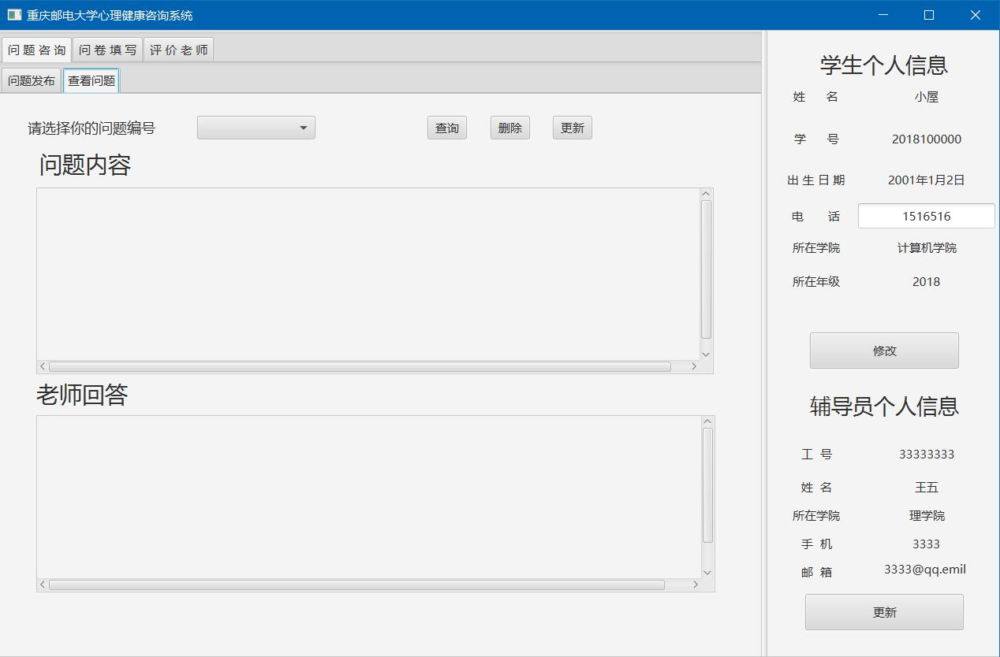 重庆邮电大学心理健康咨询系统
问 题 咨 询 问 卷 填 写 评 价 老 师
问题发布 查看问题
请选择你的问题编号 查询 删除 更新
问题内容
老师回答
学生个人信息
姓 名 小屋
学 号 2018100000
出 生 日 期 2001年1月2日
电 话 1516516
所在学院 计算机学院
所在年级 2018
修改
辅导员个人信息
工 号 33333333
姓 名 王五
所在学院 理学院
手 机 3333
邮 箱 3333@qq.emil
更新